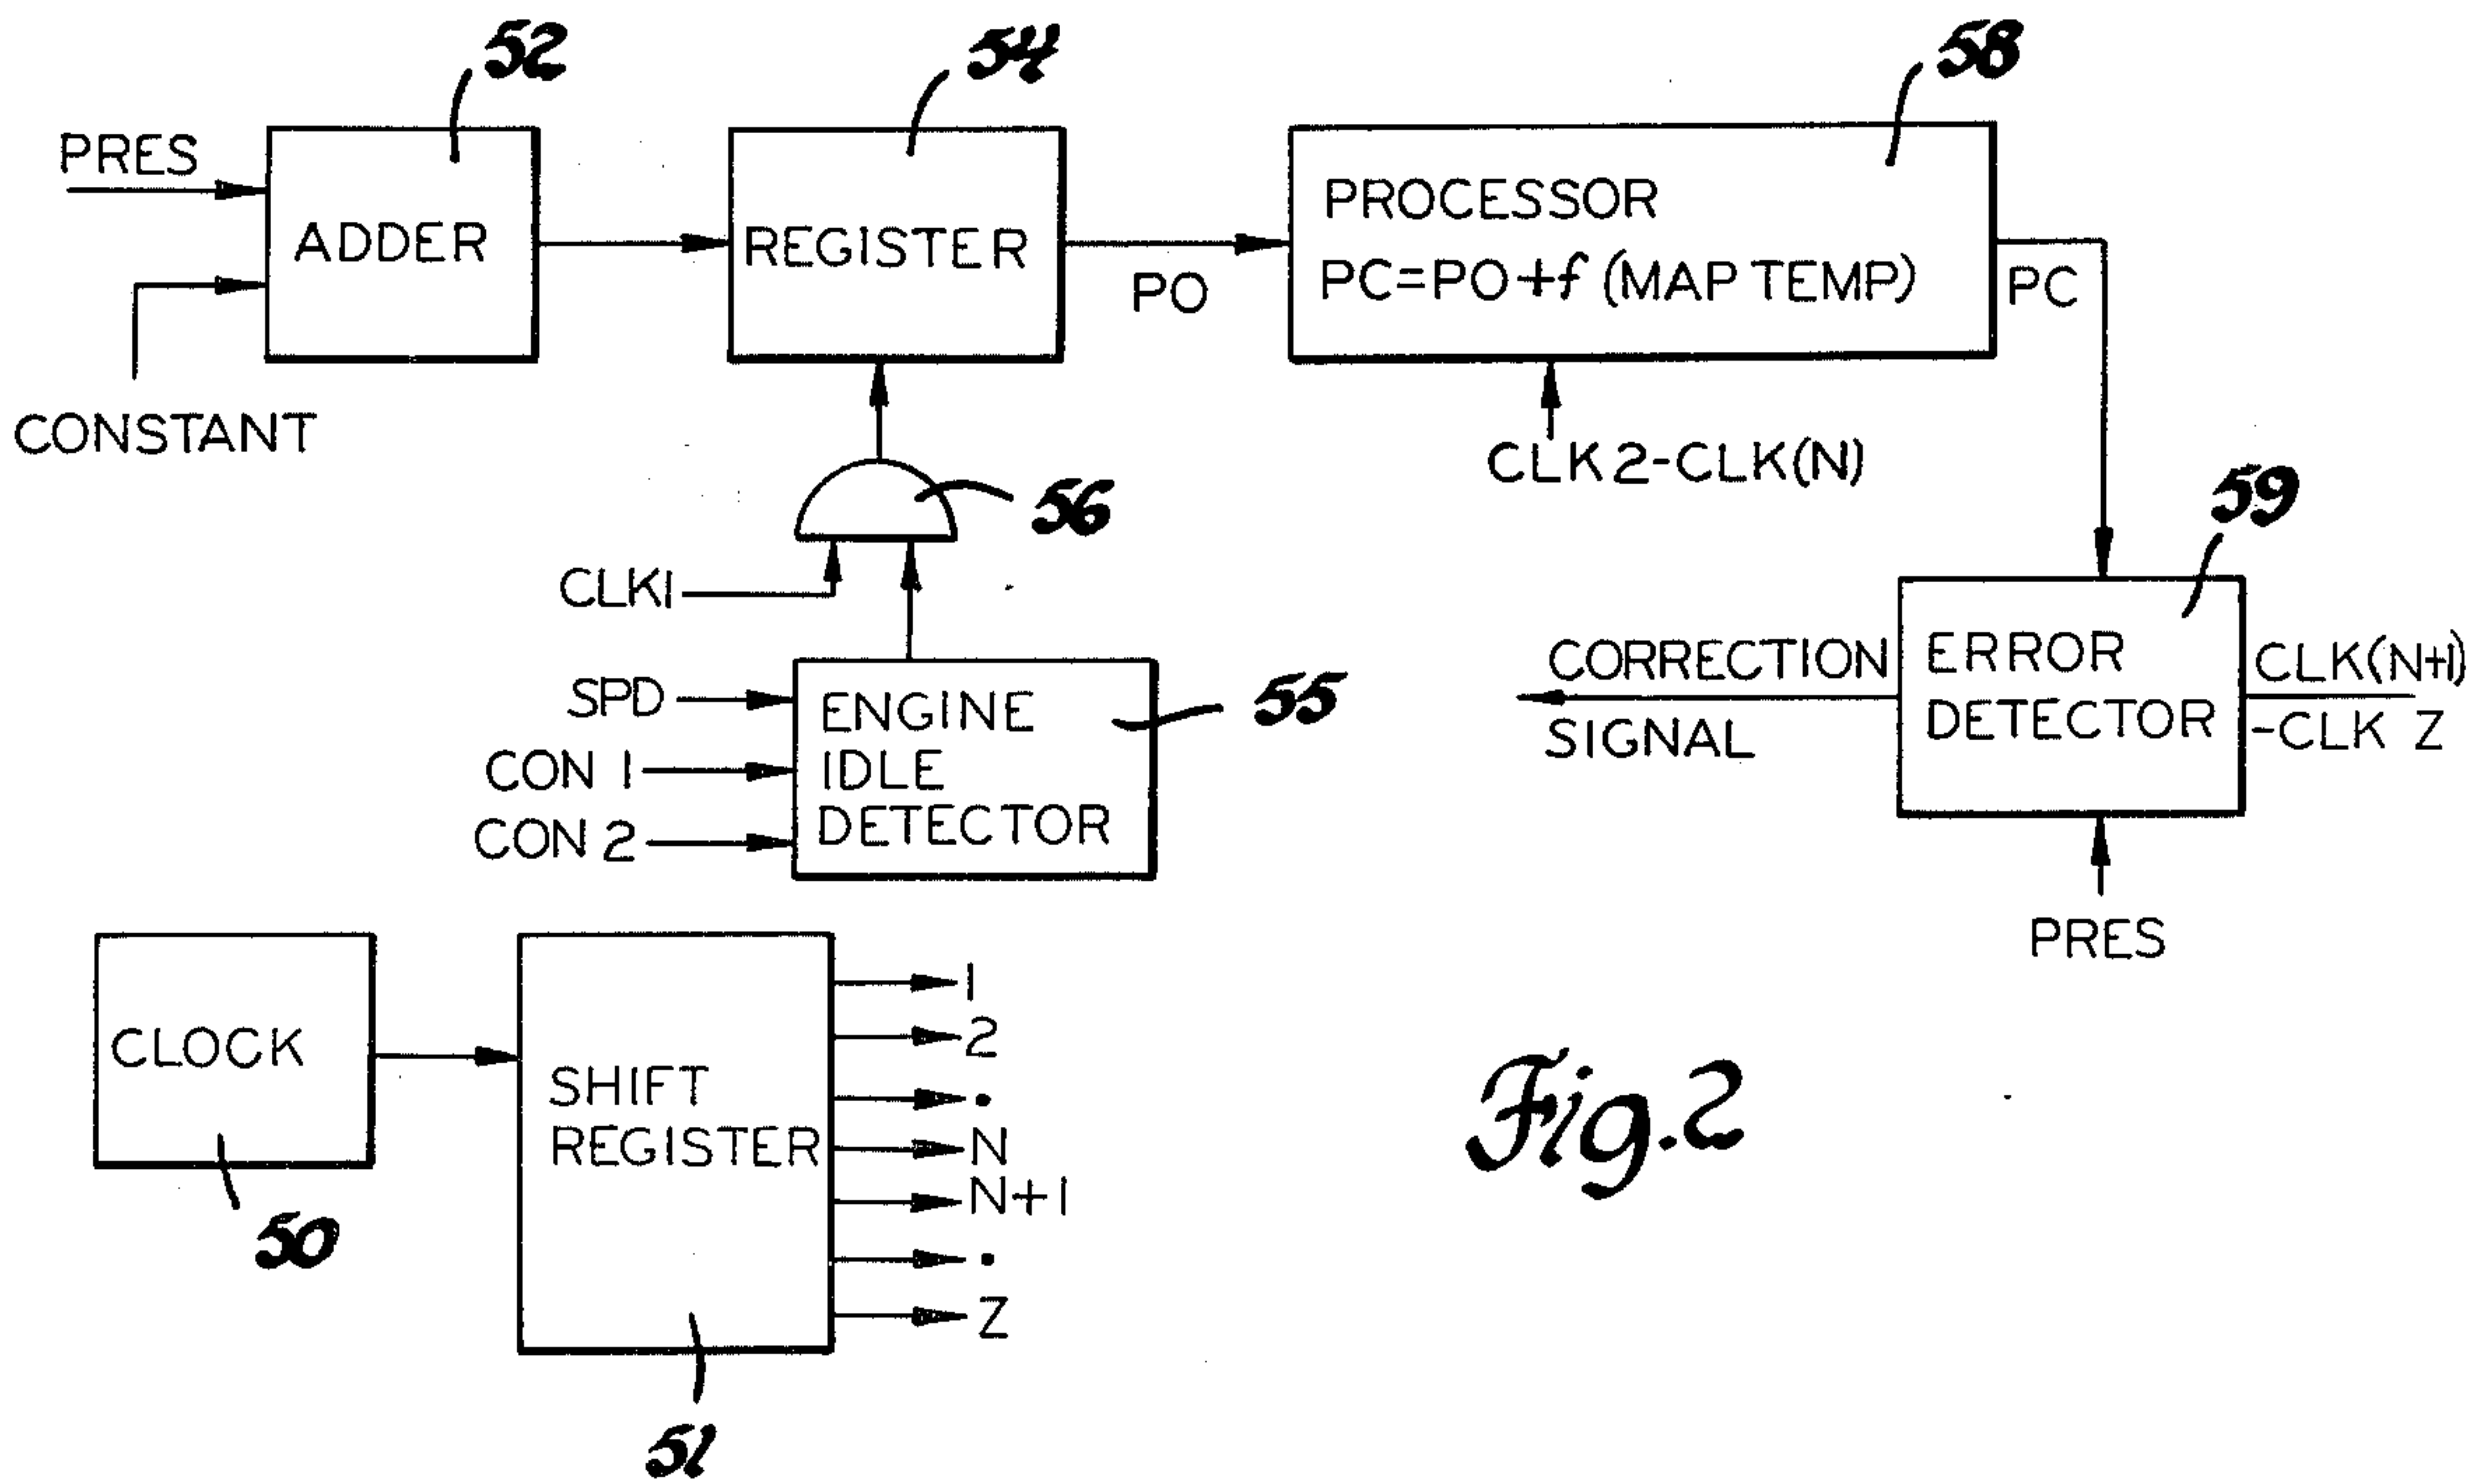 52
54
58
PRES
ADDER
REGISTER
PO
PROCESSOR
PC=PO+f (MAP TEMP)
PC
CONSTANT
CLK 2-CLK(N)
56
59
CLK1
SPD
CON 1
CON 2
ENGINE
IDLE
DETECTOR
55
CORRECTION
SIGNAL
ERROR
DETECTOR
CLK(N+1)
-CLK Z
PRES
CLOCK
50
SHIFT
REGISTER
1
2
.
N
N+1
.
Z
51
Fig.2